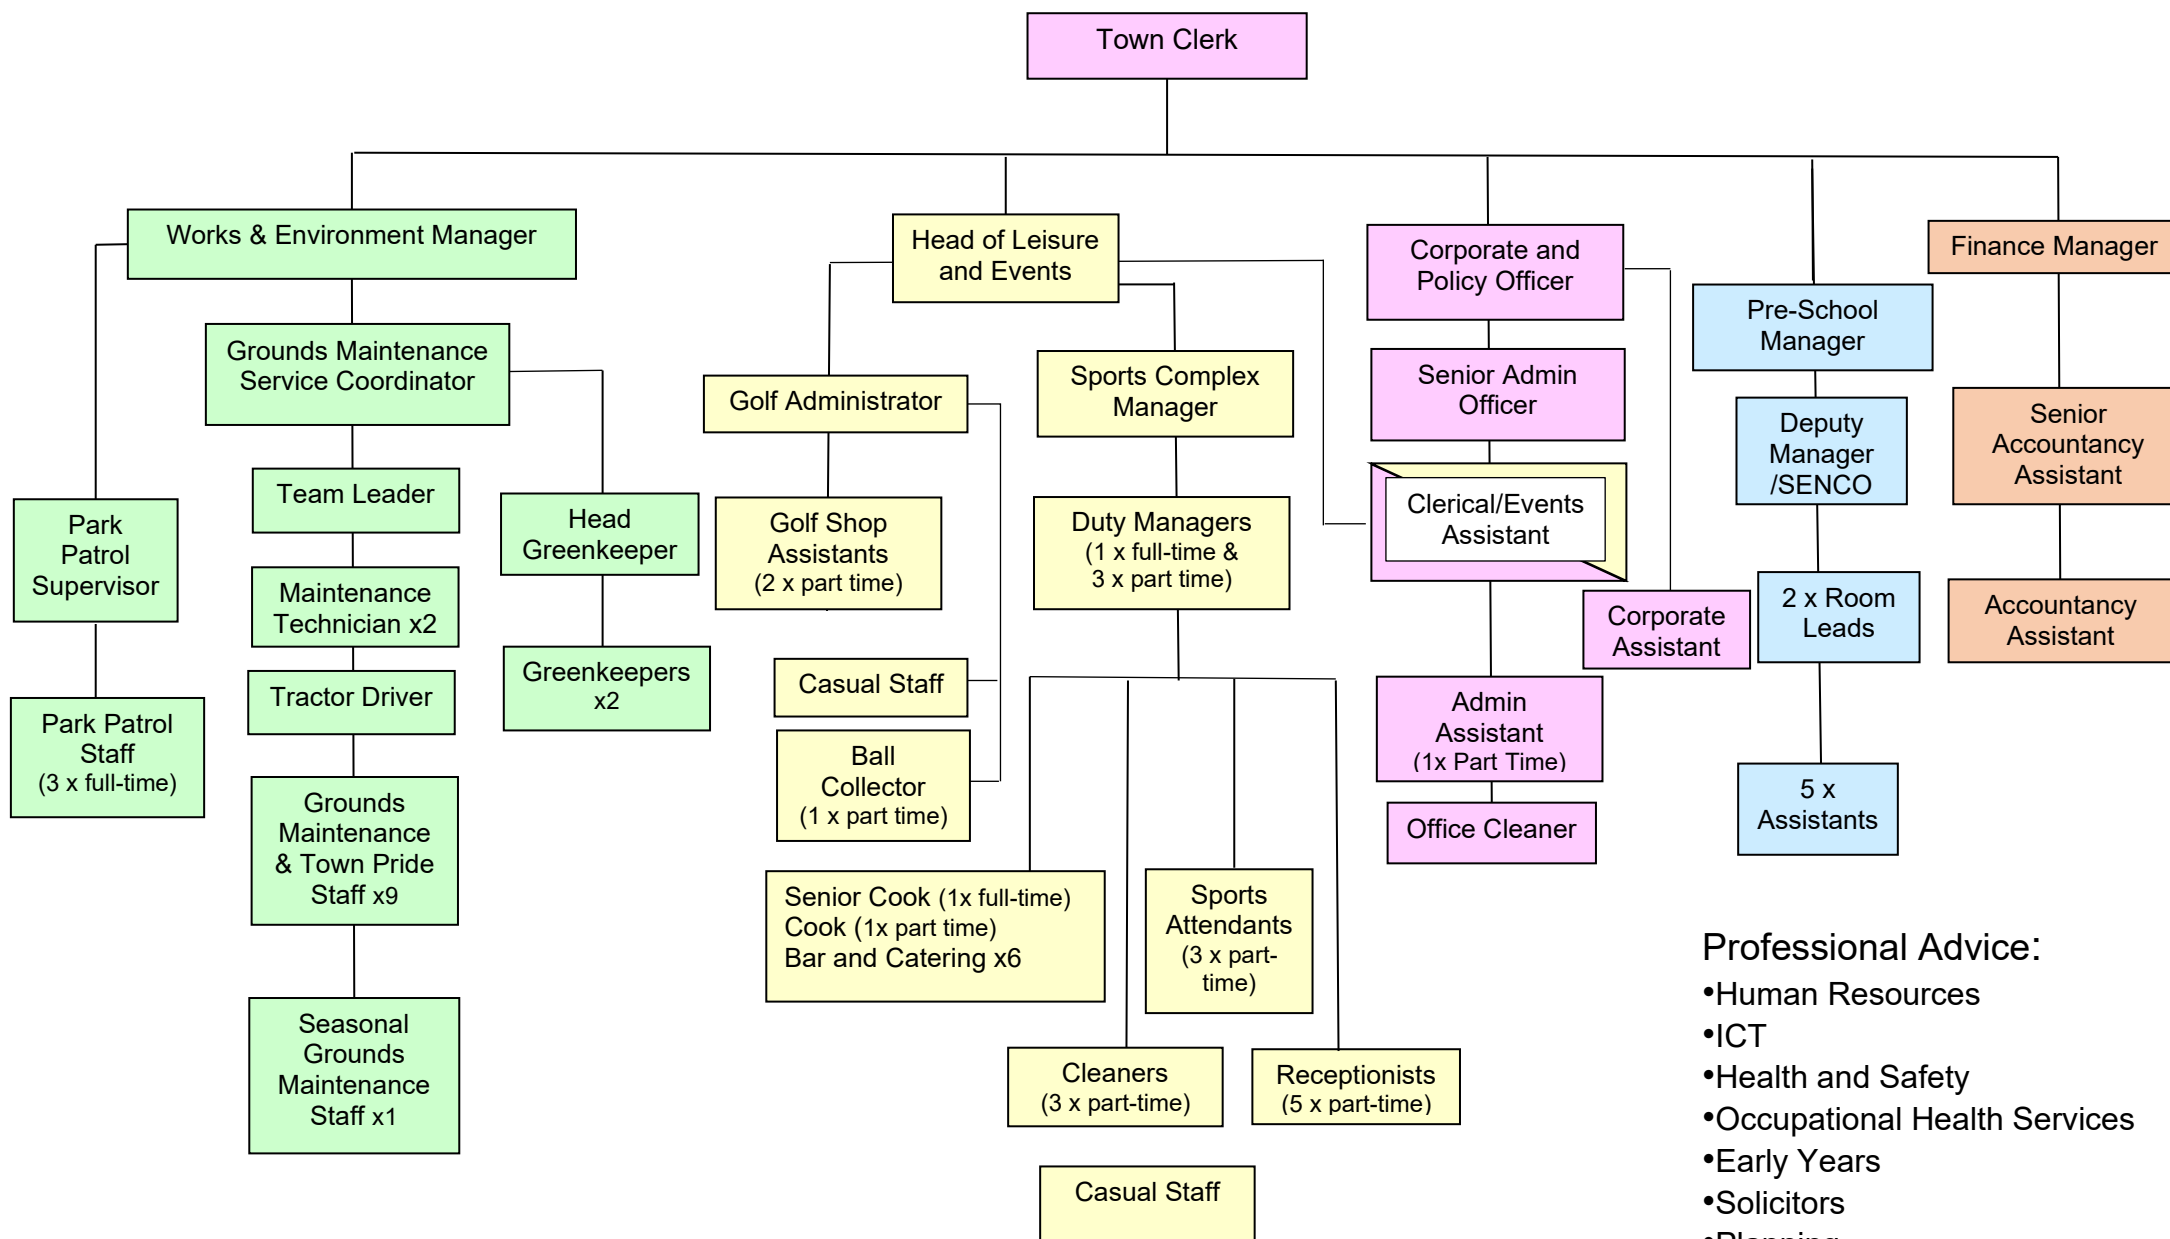 Town Clerk
Works & Environment Manager
Head of Leisure
and Events
Corporate and
Policy Officer
Pre-School
Manager
Finance Manager
Grounds Maintenance
Service Coordinator
Golf Administrator
Sports Complex
Manager
Senior Admin
Officer
Deputy
Manager
/SENCO
Senior
Accountancy
Assistant
Park
Patrol
Supervisor
Team Leader
Head
Greenkeeper
Golf Shop
Assistants
(2 x part time)
Duty Managers
(1 x full-time &
3 x part time)
Clerical/Events
Assistant
Maintenance
Technician x2
Corporate
Assistant
2 x Room
Leads
Accountancy
Assistant
Park Patrol
Staff
(3 x full-time)
Tractor Driver
Greenkeepers
x2
Casual Staff
Admin
Assistant
(1x Part Time)
Ball
Collector
(1 x part time)
Office Cleaner
5 x
Assistants
Grounds
Maintenance
& Town Pride
Staff x9
Senior Cook (1x full-time)
Cook (1x part time)
Bar and Catering x6
Sports
Attendants
(3 x part-
time)
Seasonal
Grounds
Maintenance
Staff x1
Cleaners
(3 x part-time)
Receptionists
(5 x part-time)
Casual Staff
Professional Advice:
•Human Resources
•ICT
•Health and Safety
•Occupational Health Services
•Early Years
•Solicitors
•Planning